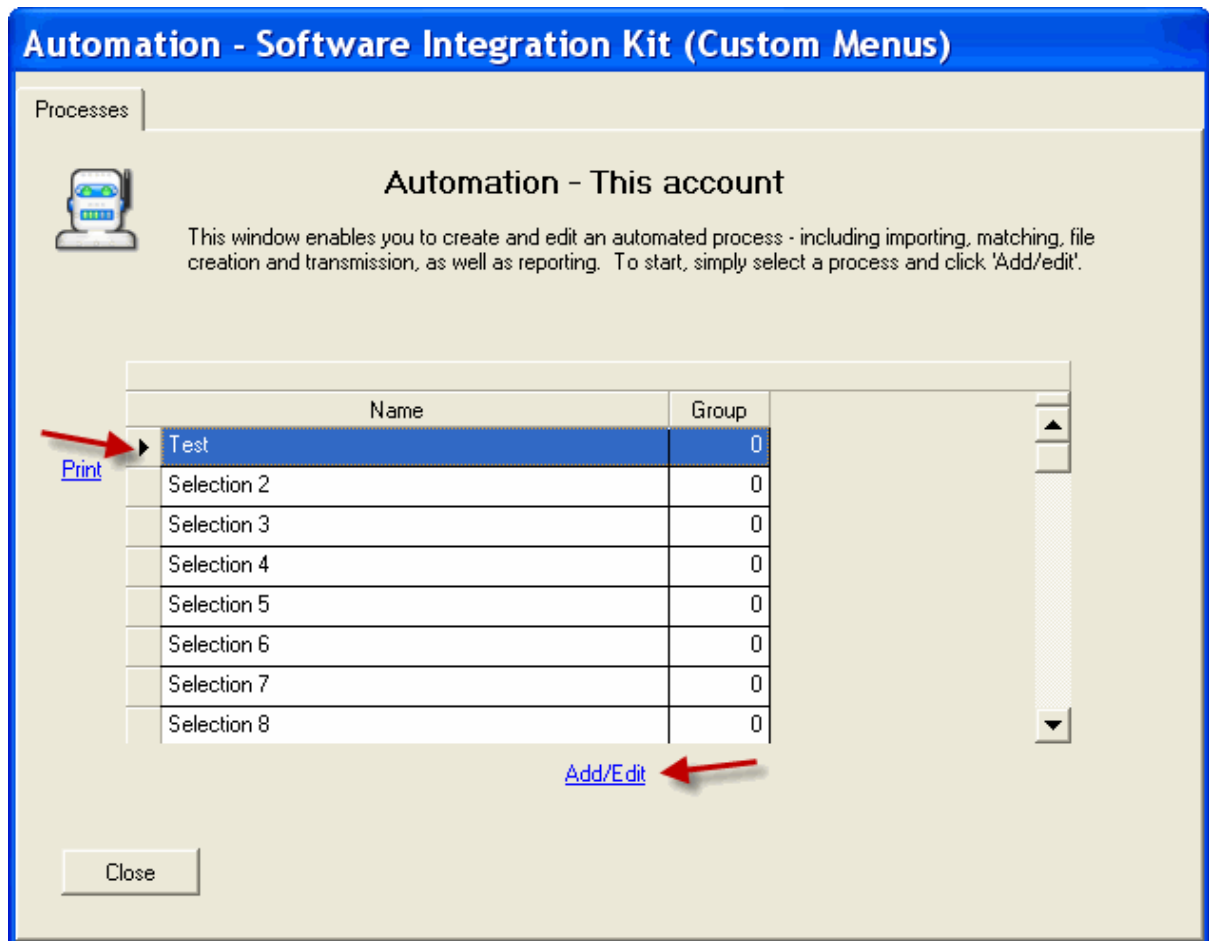 Automation - Software Integration Kit (Custom Menus)
Processes
Automation - This account
This window enables you to create and edit an automated process - including importing, matching, file
creation and transmission, as well as reporting.  To start, simply select a process and click 'Add/edit'.
Name Group
Test 0
Print
Selection 2 0
Selection 3 0
Selection 4 0
Selection 5 0
Selection 6 0
Selection 7 0
Selection 8 0
Add/Edit
Close